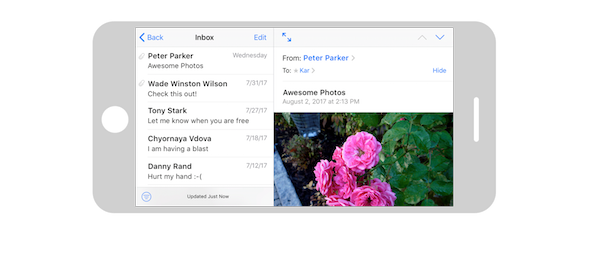 Back Inbox Edit
Peter Parker Wednesday
Awesome Photos
Wade Winston Wilson 7/31/17
Check this out!
Tony Stark 7/27/17
Let me know when you are free
Chyornaya Vdova 7/18/17
I am having a blast
Danny Rand 7/12/17
Hurt my hand :-(
Updated Just Now
From: Peter Parker
To: Kar
Hide
Awesome Photos
August 2, 2017 at 2:13 PM